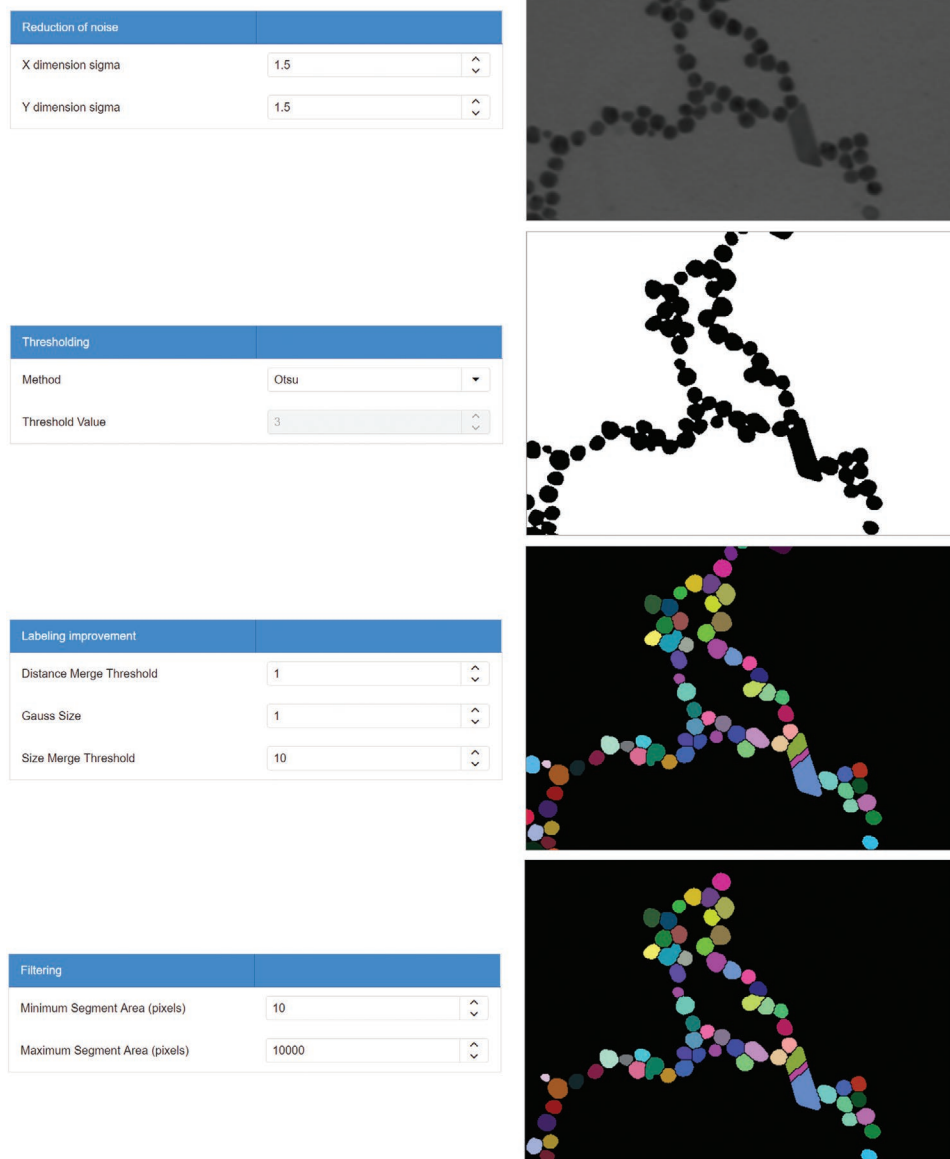 Reduction of noise
X dimension sigma 1.5
Y dimension sigma 1.5
Thresholding
Method Otsu
Threshold Value 3
Labeling improvement
Distance Merge Threshold 1
Gauss Size 1
Size Merge Threshold 10
Filtering
Minimum Segment Area (pixels) 10
Maximum Segment Area (pixels) 10000